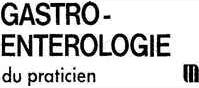 GASTRO-
ENTEROLOGIE
du praticien